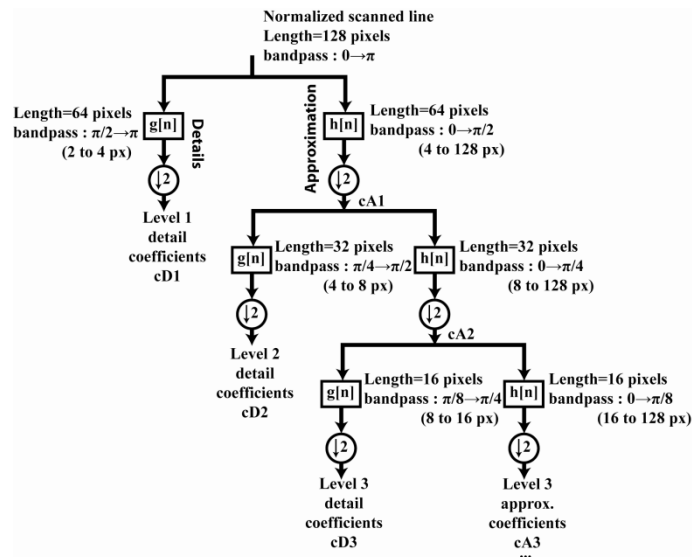 Normalized scanned line
Length=128 pixels
bandpass : 0→π
Length=64 pixels
bandpass : π/2→π
(2 to 4 px)
g[n]
Details
Approximation
h[n]
Length=64 pixels
bandpass : 0→π/2
(4 to 128 px)
↓2
↓2
Level 1
detail
coefficients
cD1
cA1
g[n]
Length=32 pixels
bandpass : π/4→π/2
(4 to 8 px)
h[n]
Length=32 pixels
bandpass : 0→π/4
(8 to 128 px)
↓2
↓2
Level 2
detail
coefficients
cD2
cA2
g[n]
Length=16 pixels
bandpass : π/8→π/4
(8 to 16 px)
h[n]
Length=16 pixels
bandpass : 0→π/8
(16 to 128 px)
↓2
↓2
Level 3
detail
coefficients
cD3
Level 3
approx.
coefficients
cA3
...